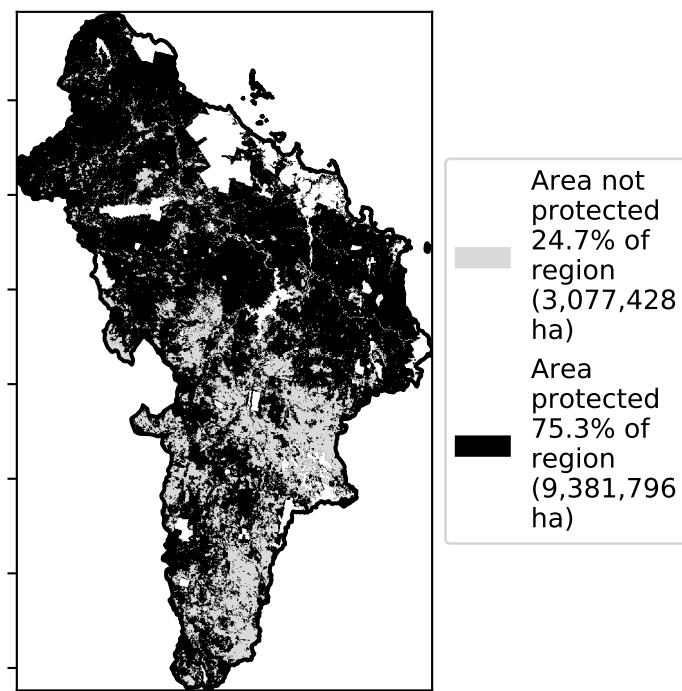 Area not
protected
24.7% of
region
(3,077,428
ha)
Area
protected
75.3% of
region
(9,381,796
ha)